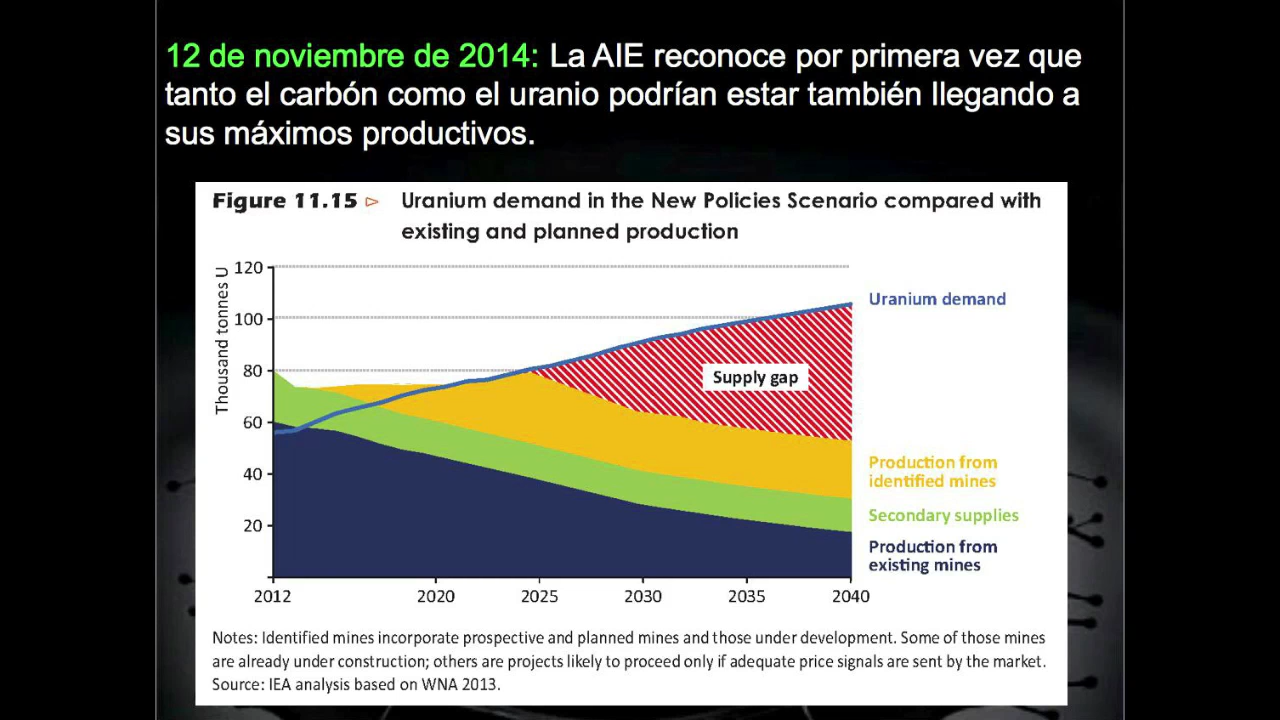 12 de noviembre de 2014: La AIE reconoce por primera vez que
tanto el carbón como el uranio podrían estar también llegando a
sus máximos productivos.
Figure 11.15 ▷ Uranium demand in the New Policies Scenario compared with
existing and planned production
Thousand tonnes U
120
100
80
60
40
20
2012
2020
2025
2030
2035
2040
Uranium demand
Supply gap
Production from
identified mines
Secondary supplies
Production from
existing mines
Notes: Identified mines incorporate prospective and planned mines and those under development. Some of those mines
are already under construction; others are projects likely to proceed only if adequate price signals are sent by the market.
Source: IEA analysis based on WNA 2013.